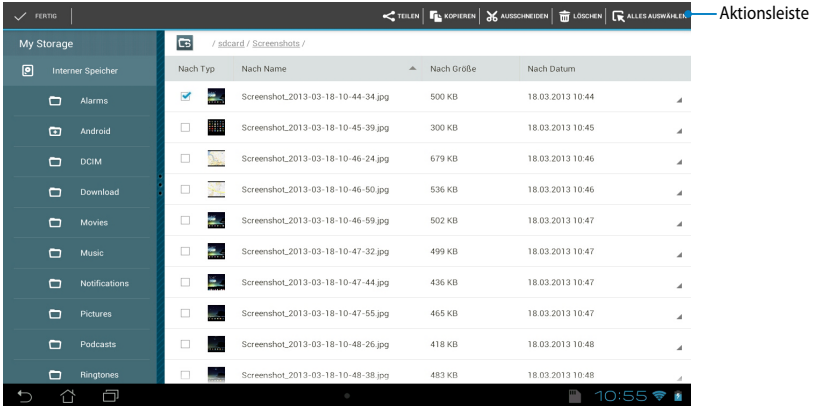 FERTIG TEILEN KOPIEREN AUSSCHNEIDEN LÖSCHEN ALLES AUSWÄHLEN Aktionsleiste
My Storage / sdcard / Screenshots /
Interner Speicher Nach Typ Nach Name Nach Größe Nach Datum
Alarms Screenshot_2013-03-18-10-44-34.jpg 500 KB 18.03.2013 10:44
Android Screenshot_2013-03-18-10-45-39.jpg 300 KB 18.03.2013 10:45
DCIM Screenshot_2013-03-18-10-46-24.jpg 679 KB 18.03.2013 10:46
Download Screenshot_2013-03-18-10-46-50.jpg 536 KB 18.03.2013 10:46
Movies Screenshot_2013-03-18-10-46-59.jpg 502 KB 18.03.2013 10:47
Music Screenshot_2013-03-18-10-47-32.jpg 499 KB 18.03.2013 10:47
Notifications Screenshot_2013-03-18-10-47-44.jpg 436 KB 18.03.2013 10:47
Pictures Screenshot_2013-03-18-10-47-55.jpg 465 KB 18.03.2013 10:47
Podcasts Screenshot_2013-03-18-10-48-26.jpg 418 KB 18.03.2013 10:48
Ringtones Screenshot_2013-03-18-10-48-38.jpg 483 KB 18.03.2013 10:48
10:55